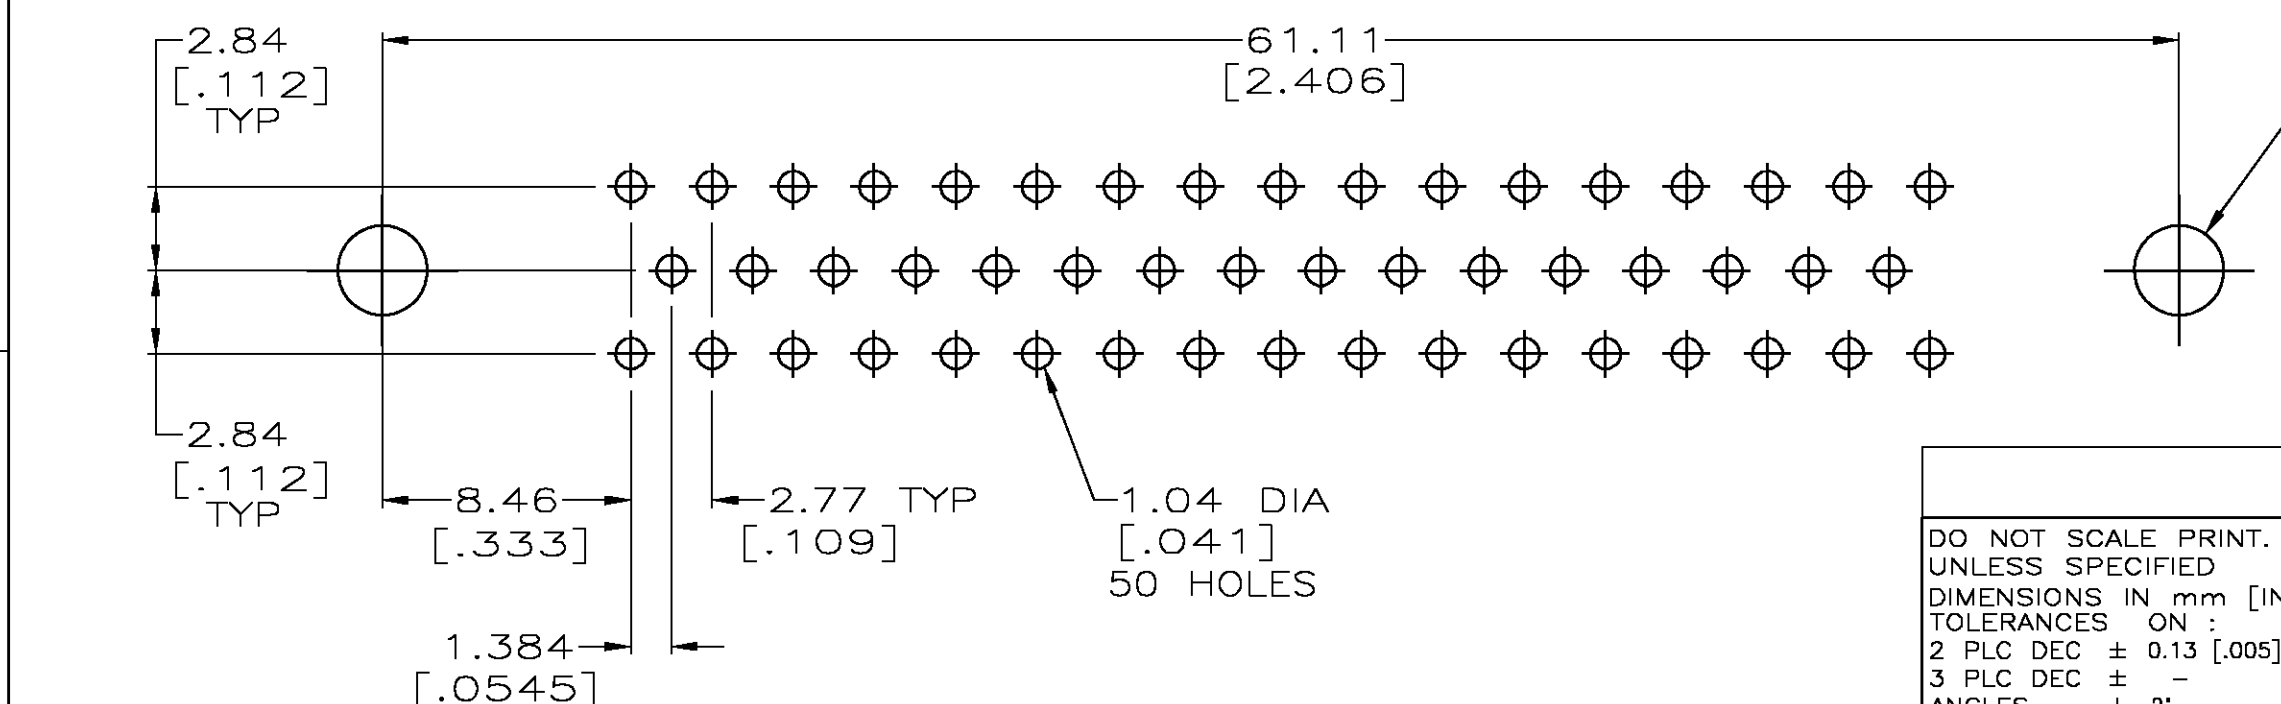 2.84
[.112]
TYP
61.11
[2.406]
2.84
[.112]
TYP
8.46
[.333]
2.77 TYP
[.109]
1.04 DIA
[.041]
50 HOLES
1.384
[.0545]
DO NOT SCALE PRINT.
UNLESS SPECIFIED
DIMENSIONS IN mm [IN
TOLERANCES ON :
2 PLC DEC ± 0.13 [.005]
3 PLC DEC ± -
ANGLES ±